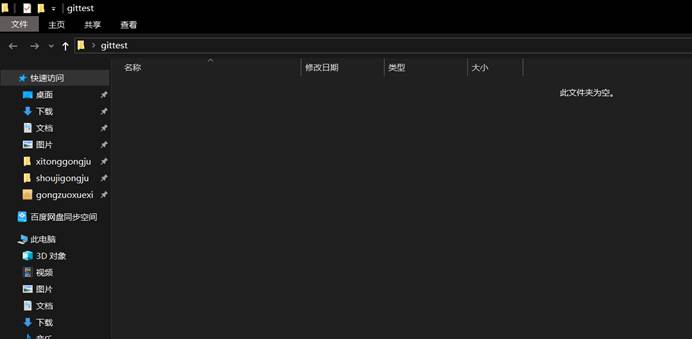 gittest
文件 主页 共享 查看
gittest
名称 修改日期 类型 大小
此文件夹为空。
快速访问
桌面
下载
文档
图片
xitonggongju
shoujigongju
gongzuoxuexi
百度网盘同步空间
此电脑
3D 对象
视频
图片
文档
下载
音乐